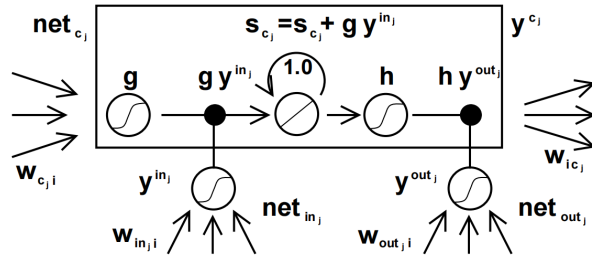 net c j
s c j = s c j + g y in j
y c j
g
g y in j
1.0
h
h y out j
w c j i
y in j
y out j
w i c j
net in j
net out j
w in j i
w out j i